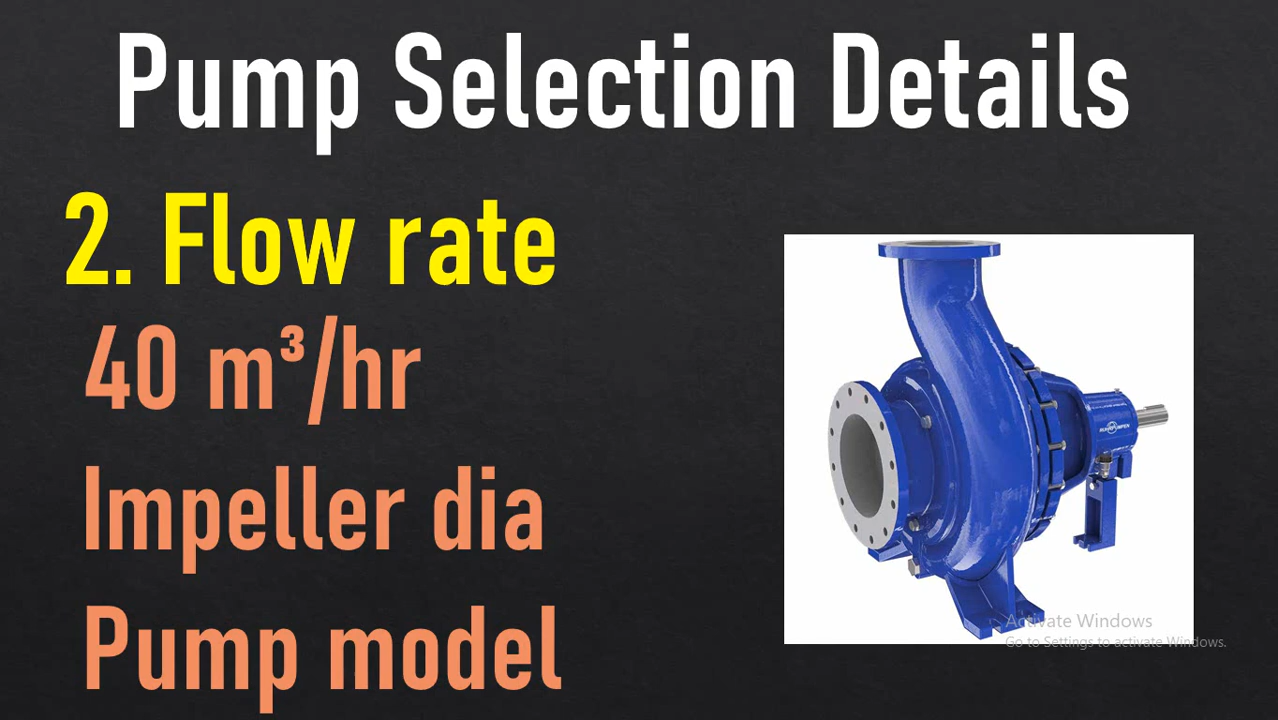 Pump Selection Details
2. Flow rate
40 m³/hr
Impeller dia
Pump model
RUHRPUMPEN
Activate Windows
Go to Settings to activate Windows.